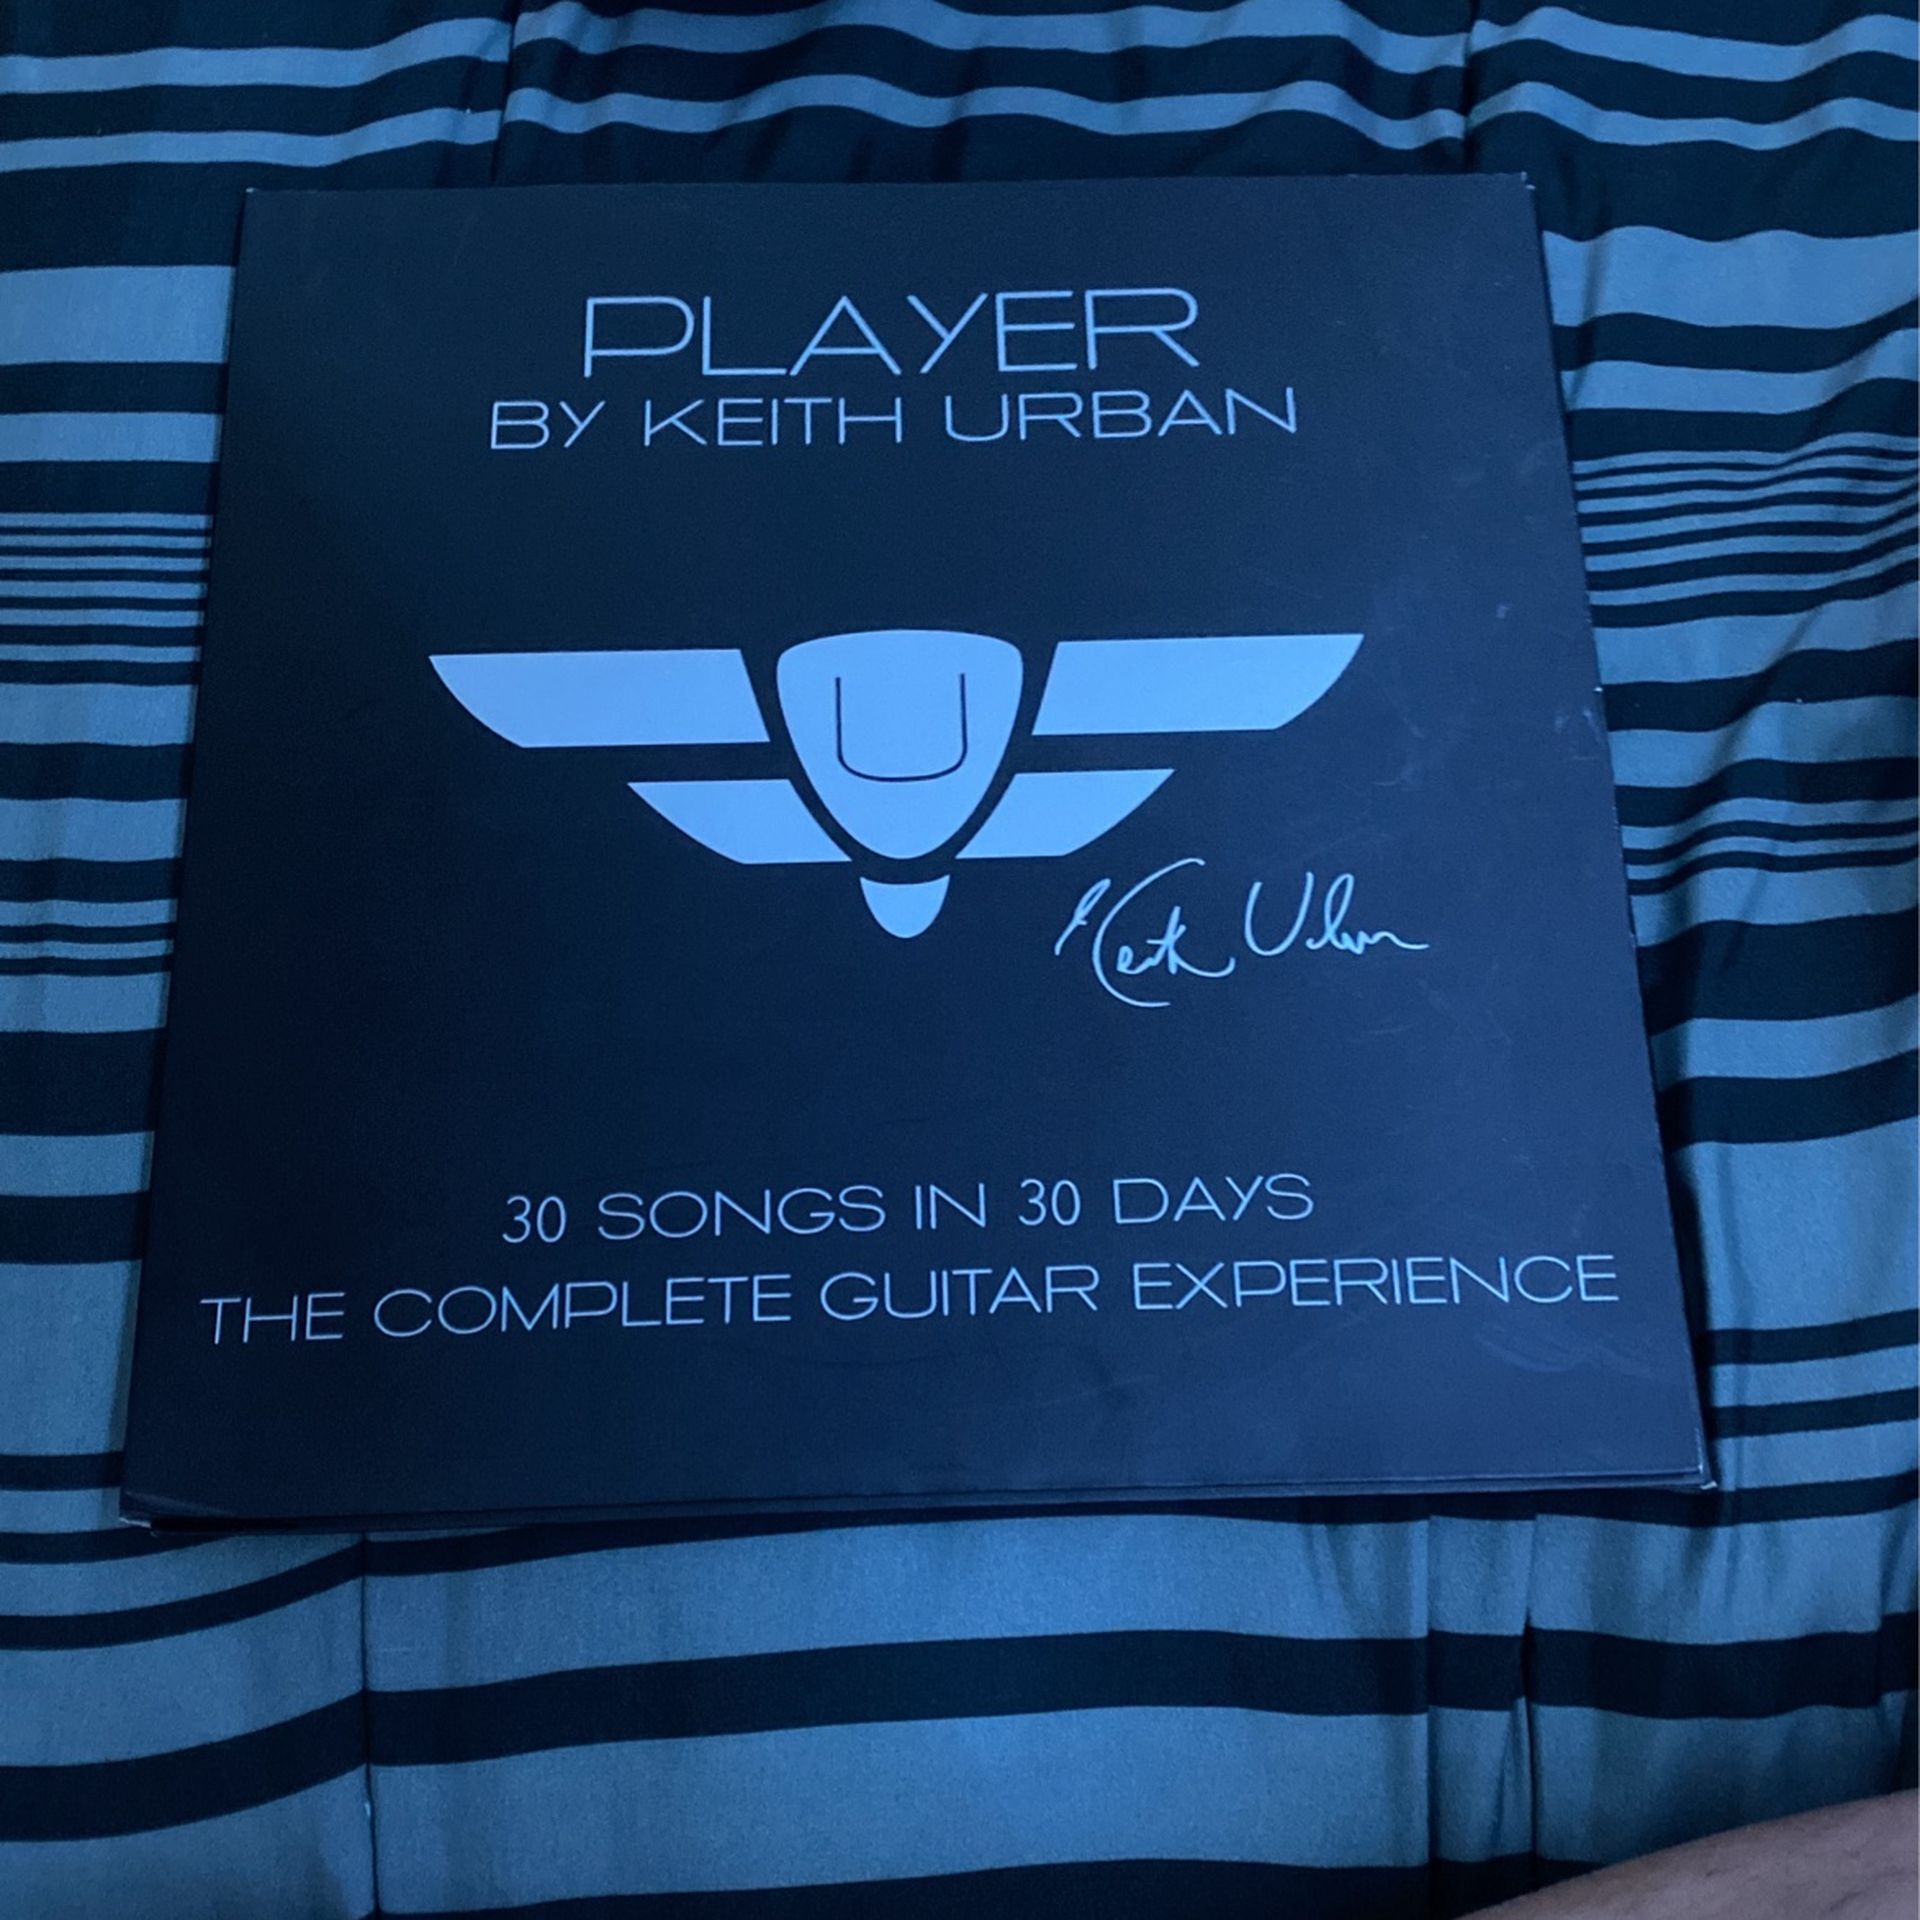 PLAYER
BY KEITH URBAN
U
Keith Urban
30 SONGS IN 30 DAYS
THE COMPLETE GUITAR EXPERIENCE